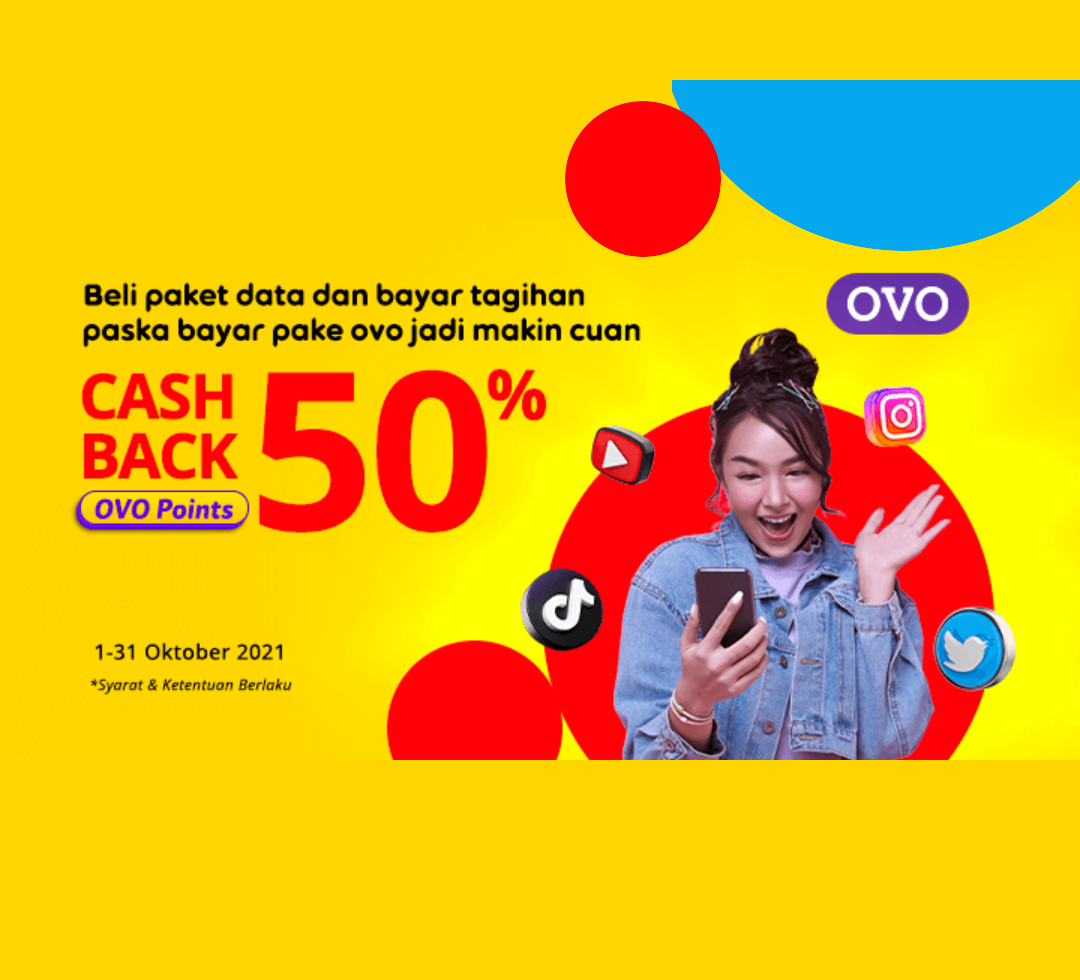 OVO
Beli paket data dan bayar tagihan
paska bayar pake ovo jadi makin cuan
CASH
BACK
50%
OVO Points
1-31 Oktober 2021
*Syarat & Ketentuan Berlaku